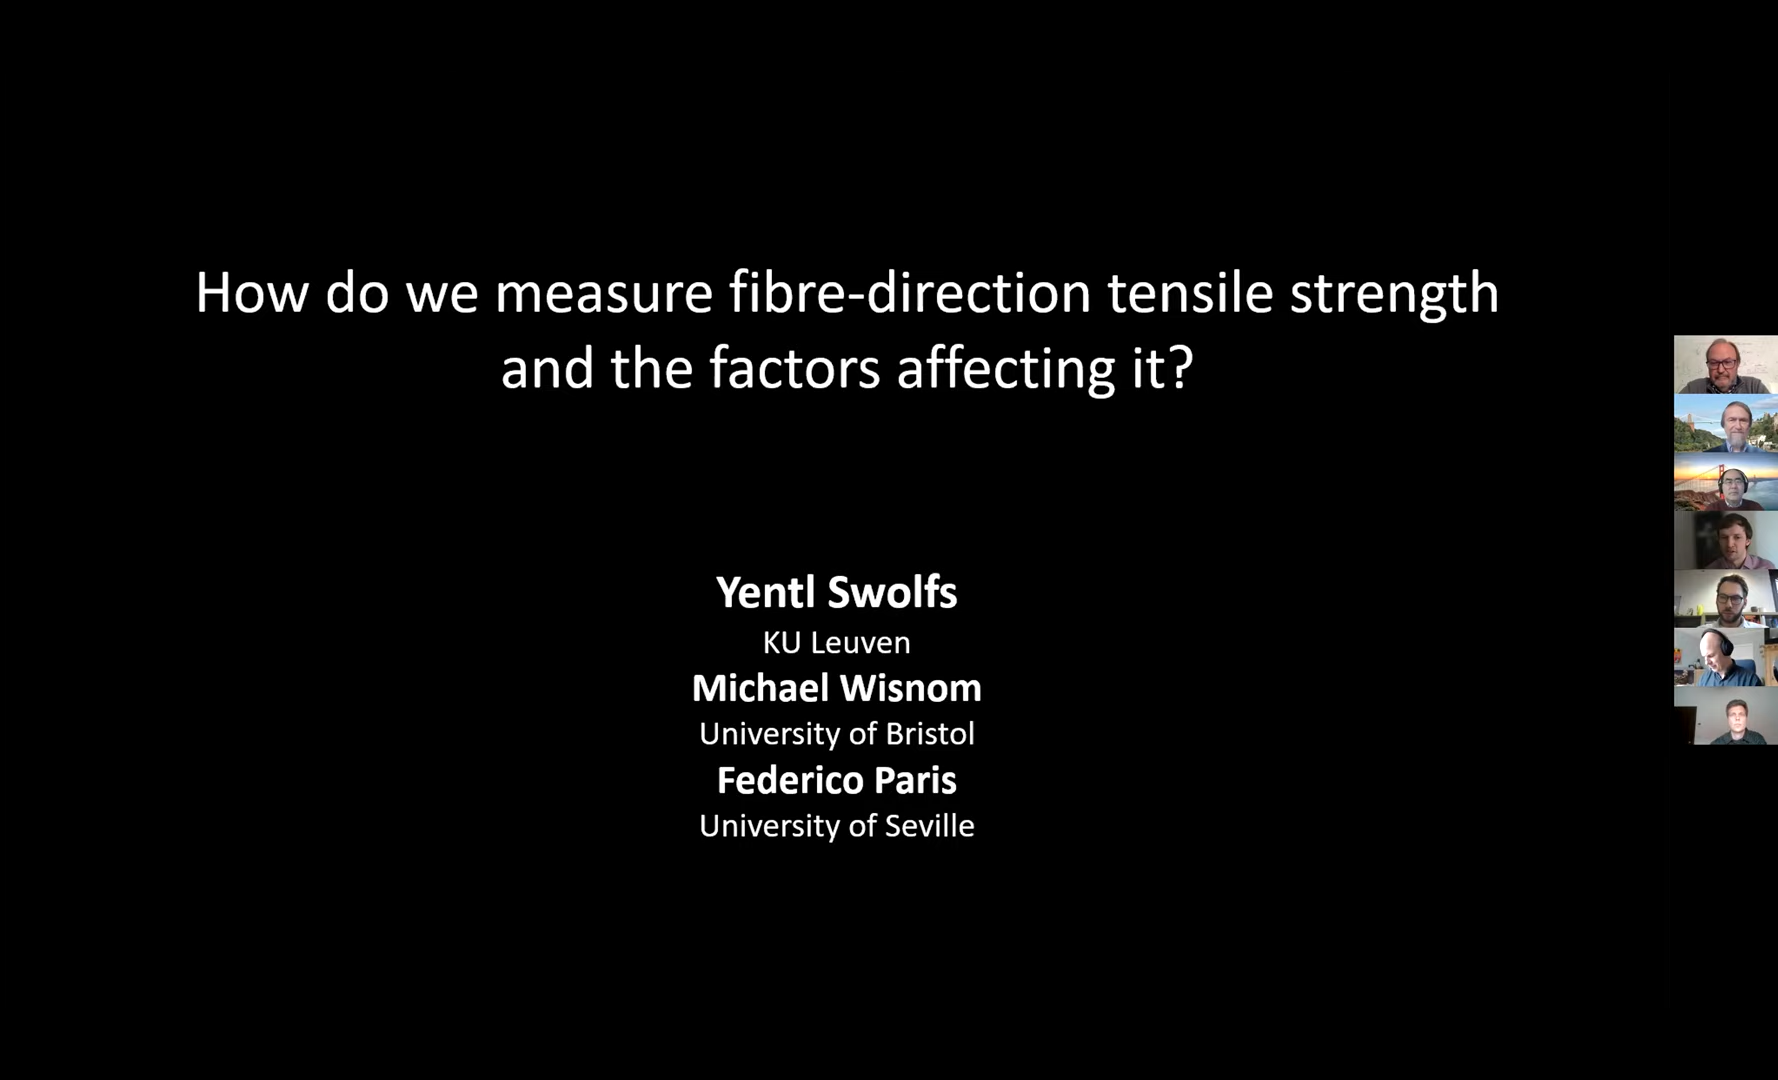 How do we measure fibre-direction tensile strength
and the factors affecting it?
Yentl Swolfs
KU Leuven
Michael Wisnom
University of Bristol
Federico Paris
University of Seville